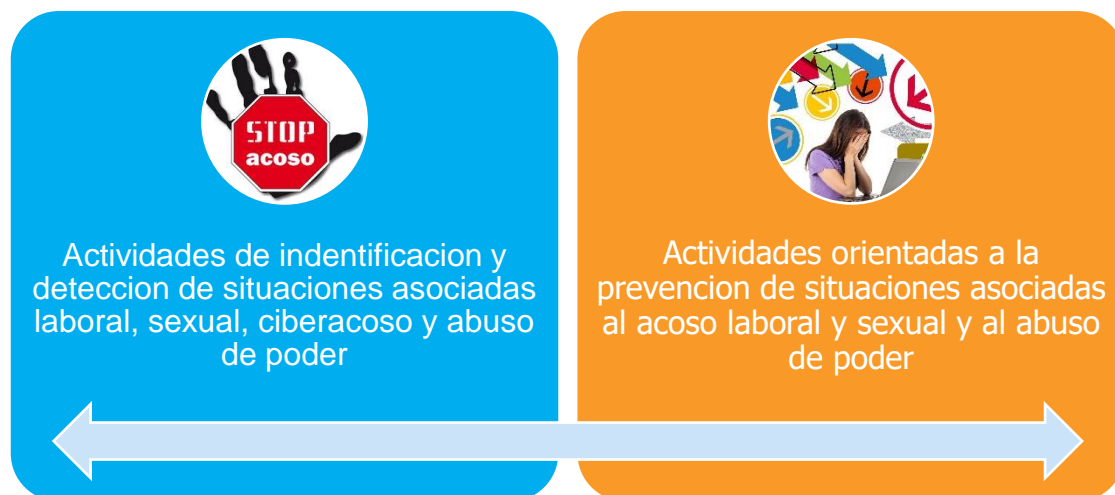 STOP
acoso
Actividades de indentificacion y
deteccion de situaciones asociadas
laboral, sexual, ciberacoso y abuso
de poder
Actividades orientadas a la
prevencion de situaciones asociadas
al acoso laboral y sexual y al abuso
de poder